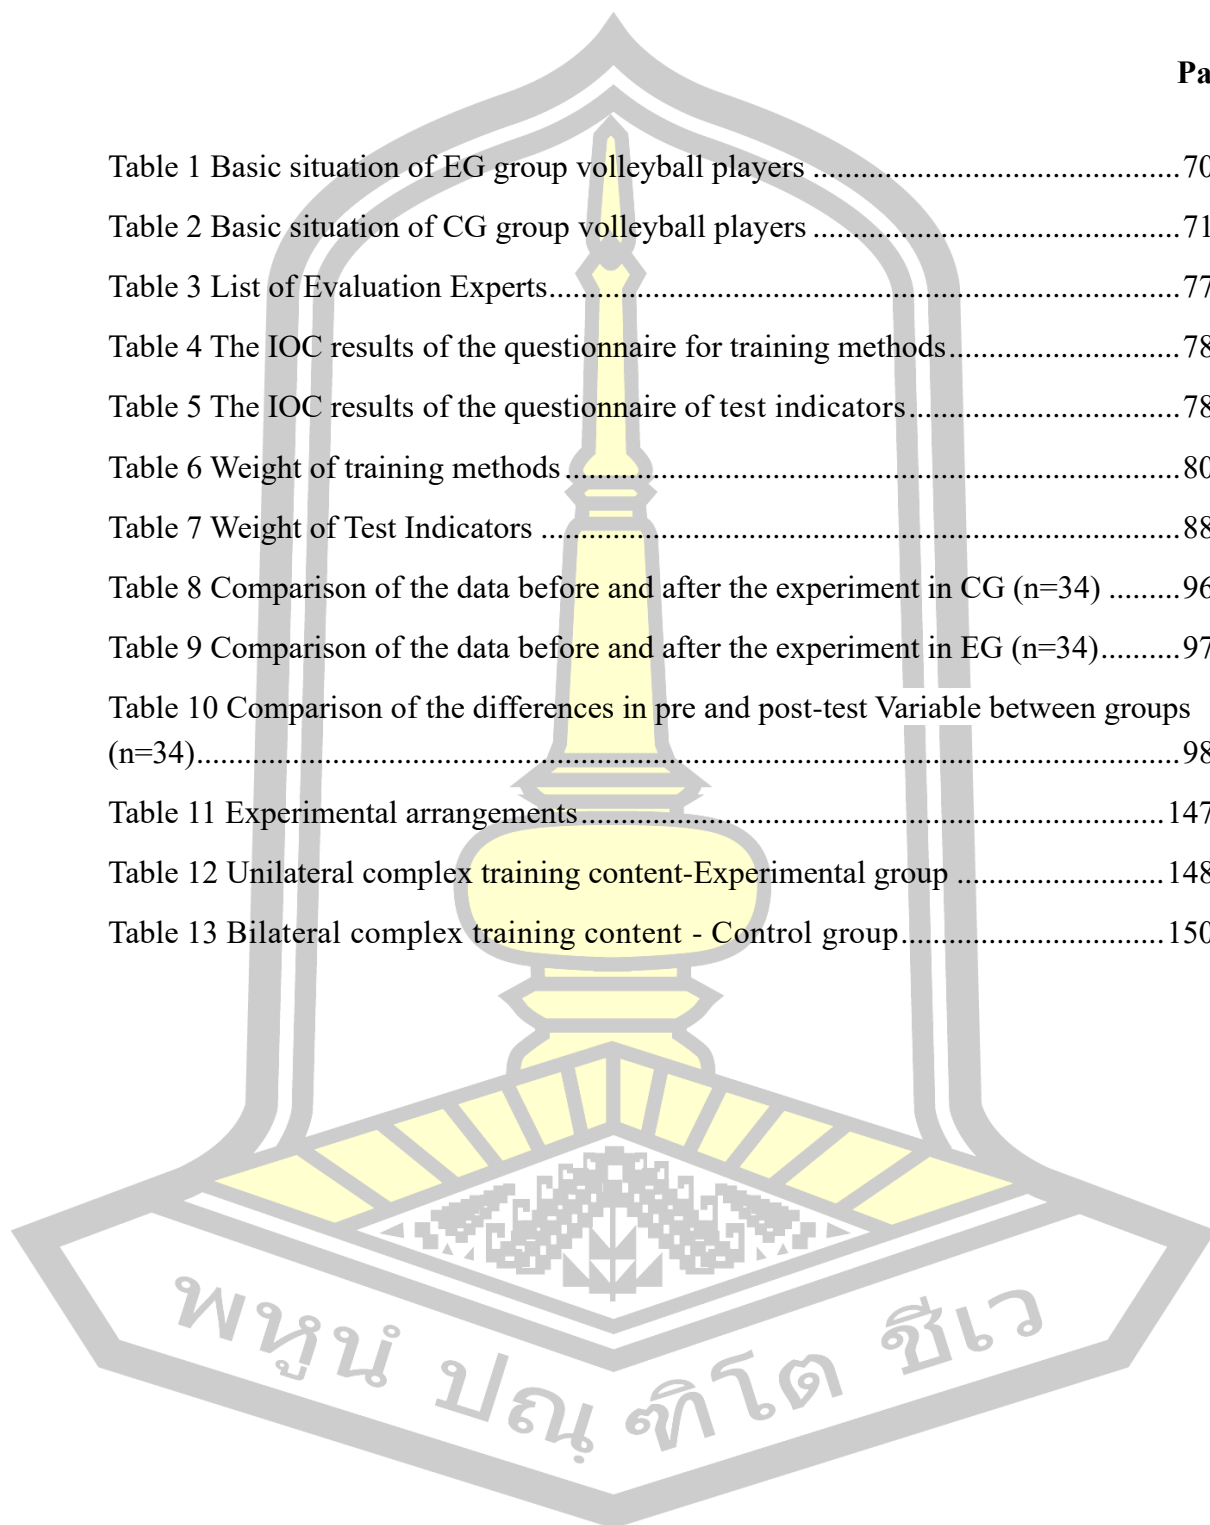 Pa
Table 1 Basic situation of EG group volleyball players ............................................70
Table 2 Basic situation of CG group volleyball players ............................................71
Table 3 List of Evaluation Experts............................................................................77
Table 4 The IOC results of the questionnaire for training methods............................78
Table 5 The IOC results of the questionnaire of test indicators.................................78
Table 6 Weight of training methods..........................................................................80
Table 7 Weight of Test Indicators .............................................................................88
Table 8 Comparison of the data before and after the experiment in CG (n=34) .........96
Table 9 Comparison of the data before and after the experiment in EG (n=34)..........97
Table 10 Comparison of the differences in pre and post-test Variable between groups
(n=34)......................................................................................................................98
Table 11 Experimental arrangements......................................................................147
Table 12 Unilateral complex training content-Experimental group .........................148
Table 13 Bilateral complex training content - Control group................................150
พหูนํ ปณฺฑิโต ชีเว